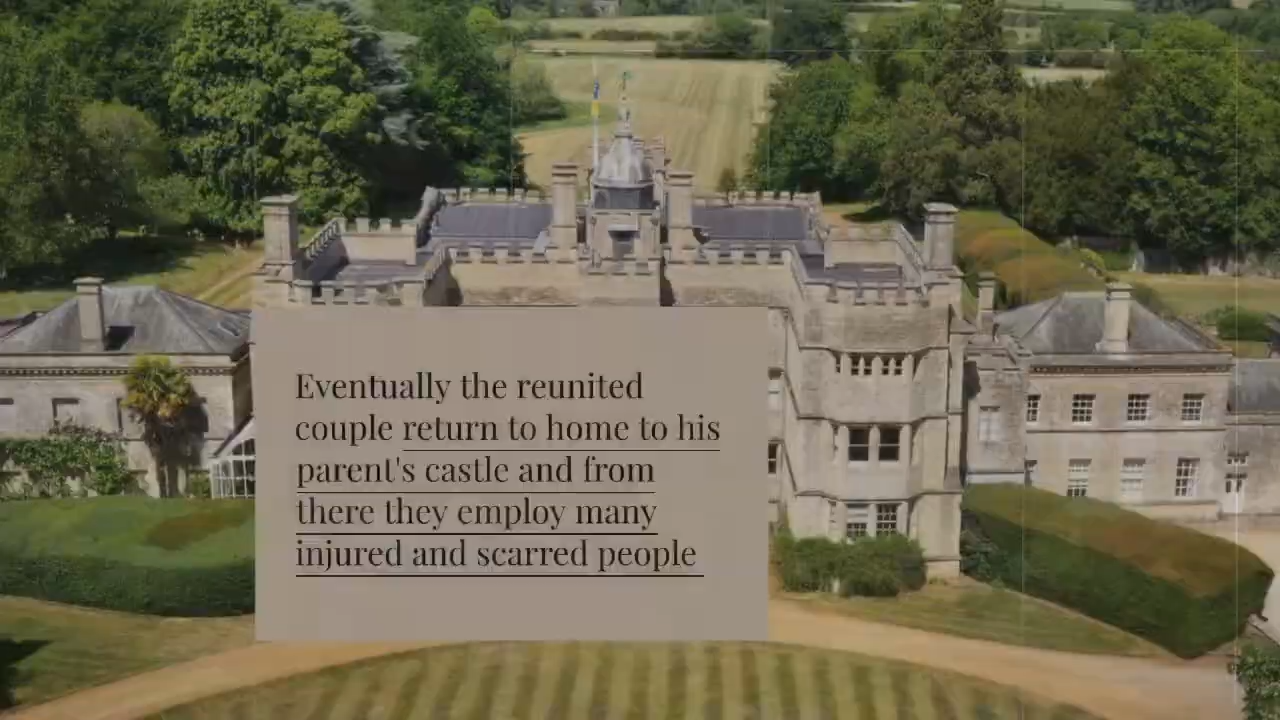 Eventually the reunited
couple return to home to his
parent's castle and from
there they employ many
injured and scarred people